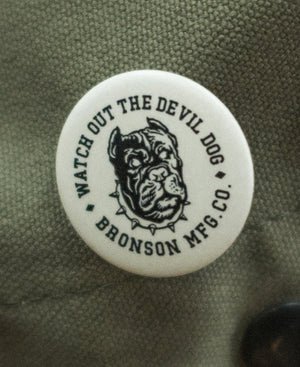 WATCH OUT THE DEVIL DOG
BRONSON MFG.CO.